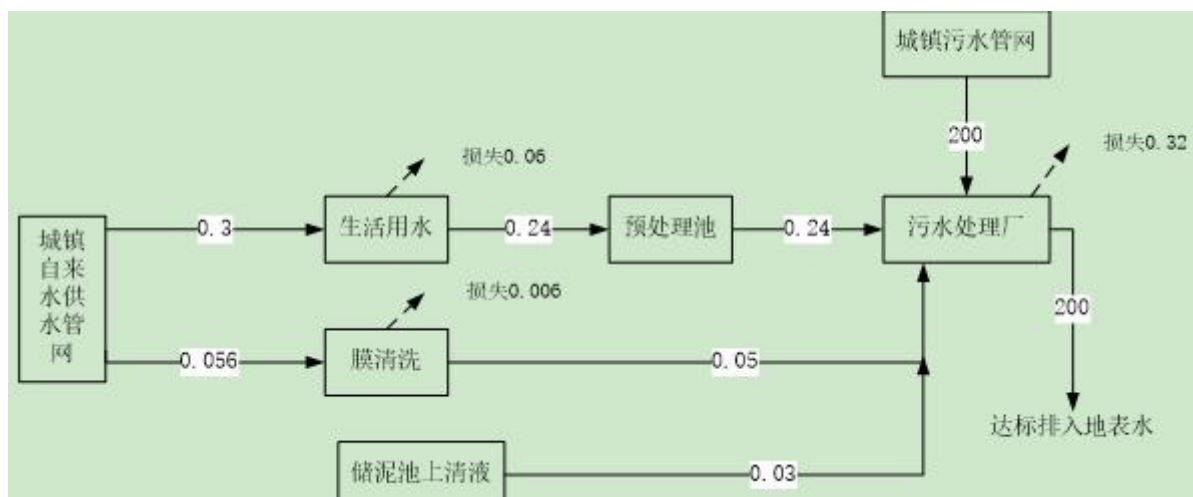 城镇污水管网
200
损失0.06
损失0.32
城镇
自来
水供
水管
网
0.3
生活用水
0.24
预处理池
0.24
污水处理厂
损失0.006
200
0.056
膜清洗
0.05
达标排入地表水
储泥池上清液
0.03